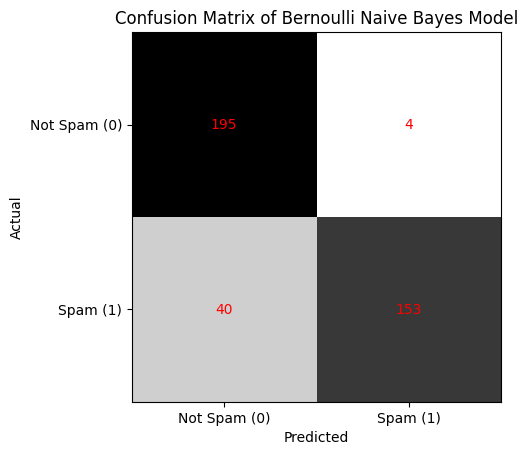 Confusion Matrix of Bernoulli Naive Bayes Model
Actual
Not Spam (0)
195
4
Spam (1)
40
153
Not Spam (0)
Spam (1)
Predicted